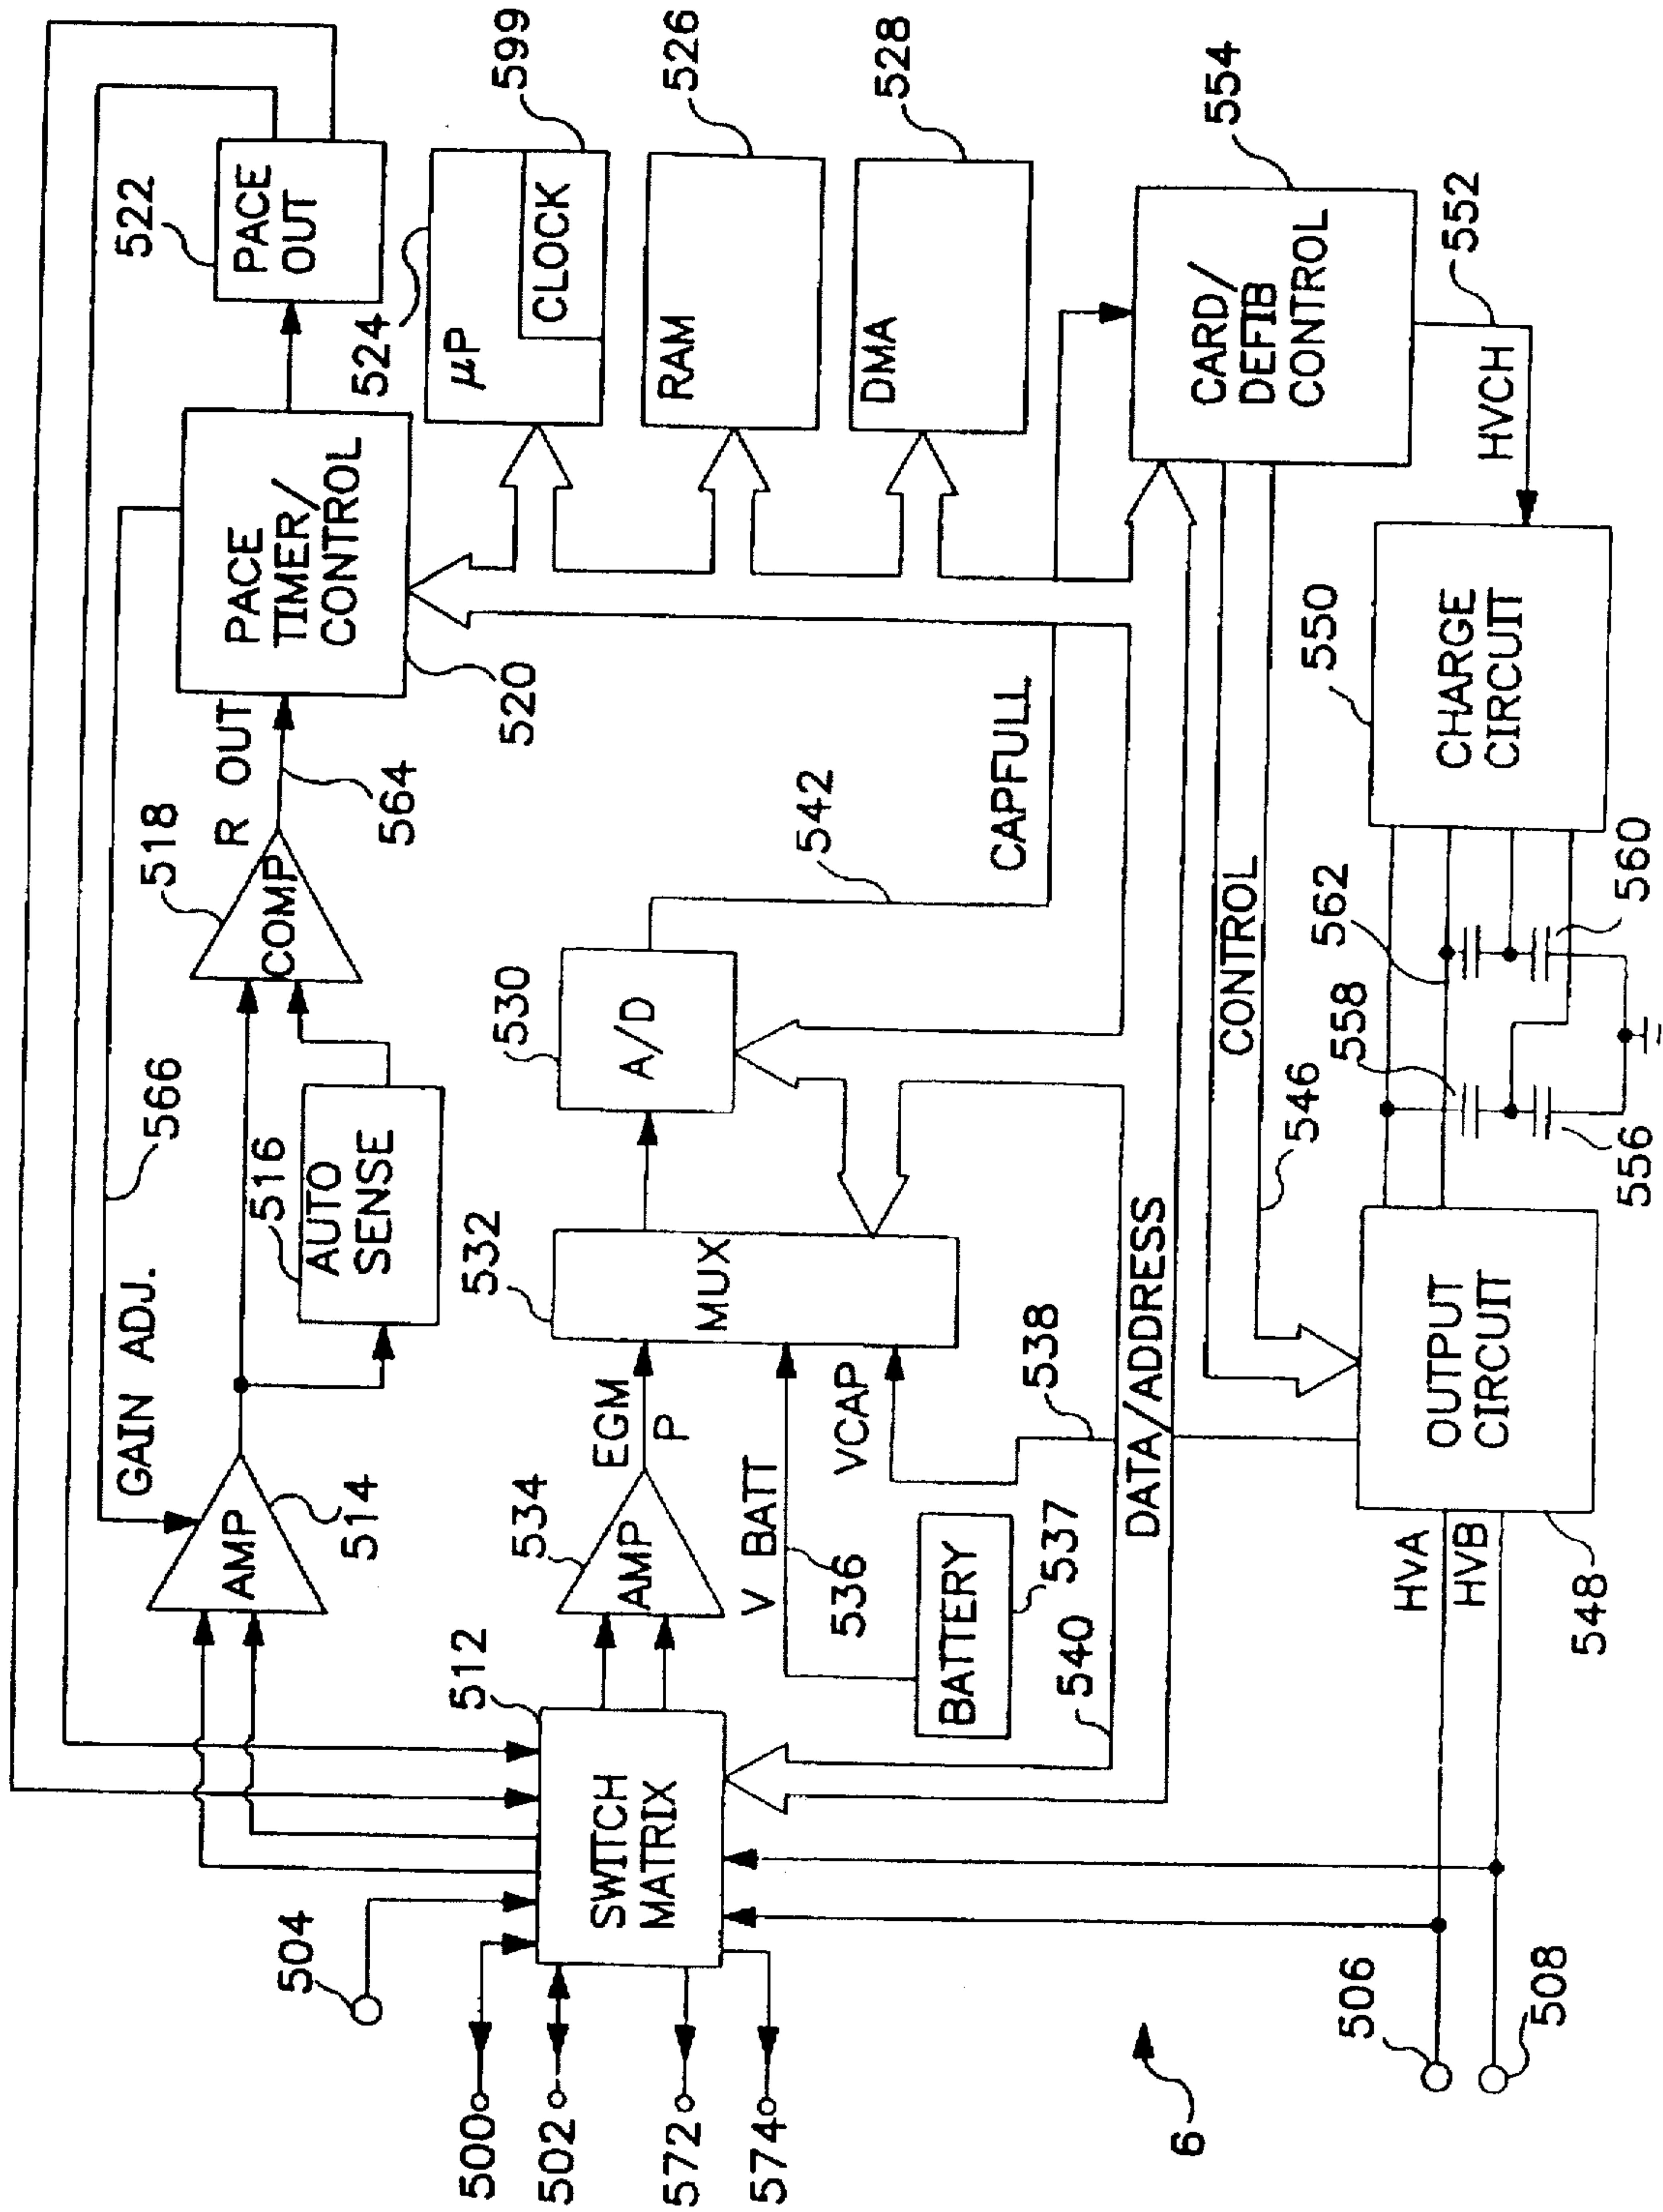 504
500
502
572
574
512
SWITCH
MATRIX
GAIN ADJ.
566
AMP
514
516
AUTO
SENSE
518
COMP
R OUT
564
PACE
TIMER/
CONTROL
520
522
PACE
OUT
524
μP
CLOCK
599
RAM
526
DMA
528
534
AMP
EGM
P
V BATT
536
VCAP
538
BATTERY
537
532
MUX
530
A/D
542
CAPFULL
540
DATA/ADDRESS
CONTROL
546
CARD/
DEFIB
CONTROL
554
552
HVCH
550
CHARGE
CIRCUIT
562
558
560
556
OUTPUT
CIRCUIT
548
HVA
HVB
506
508
6